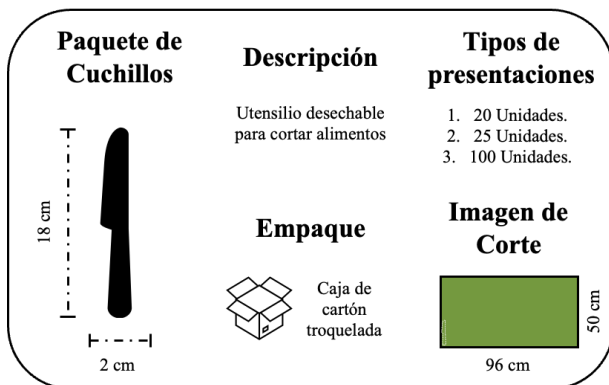 Paquete de
Cuchillos
18 cm
2 cm
Descripción
Utensilio desechable
para cortar alimentos
Empaque
Caja de
cartón
troquelada
Tipos de
presentaciones
1. 20 Unidades.
2. 25 Unidades.
3. 100 Unidades.
Imagen de
Corte
50 cm
96 cm